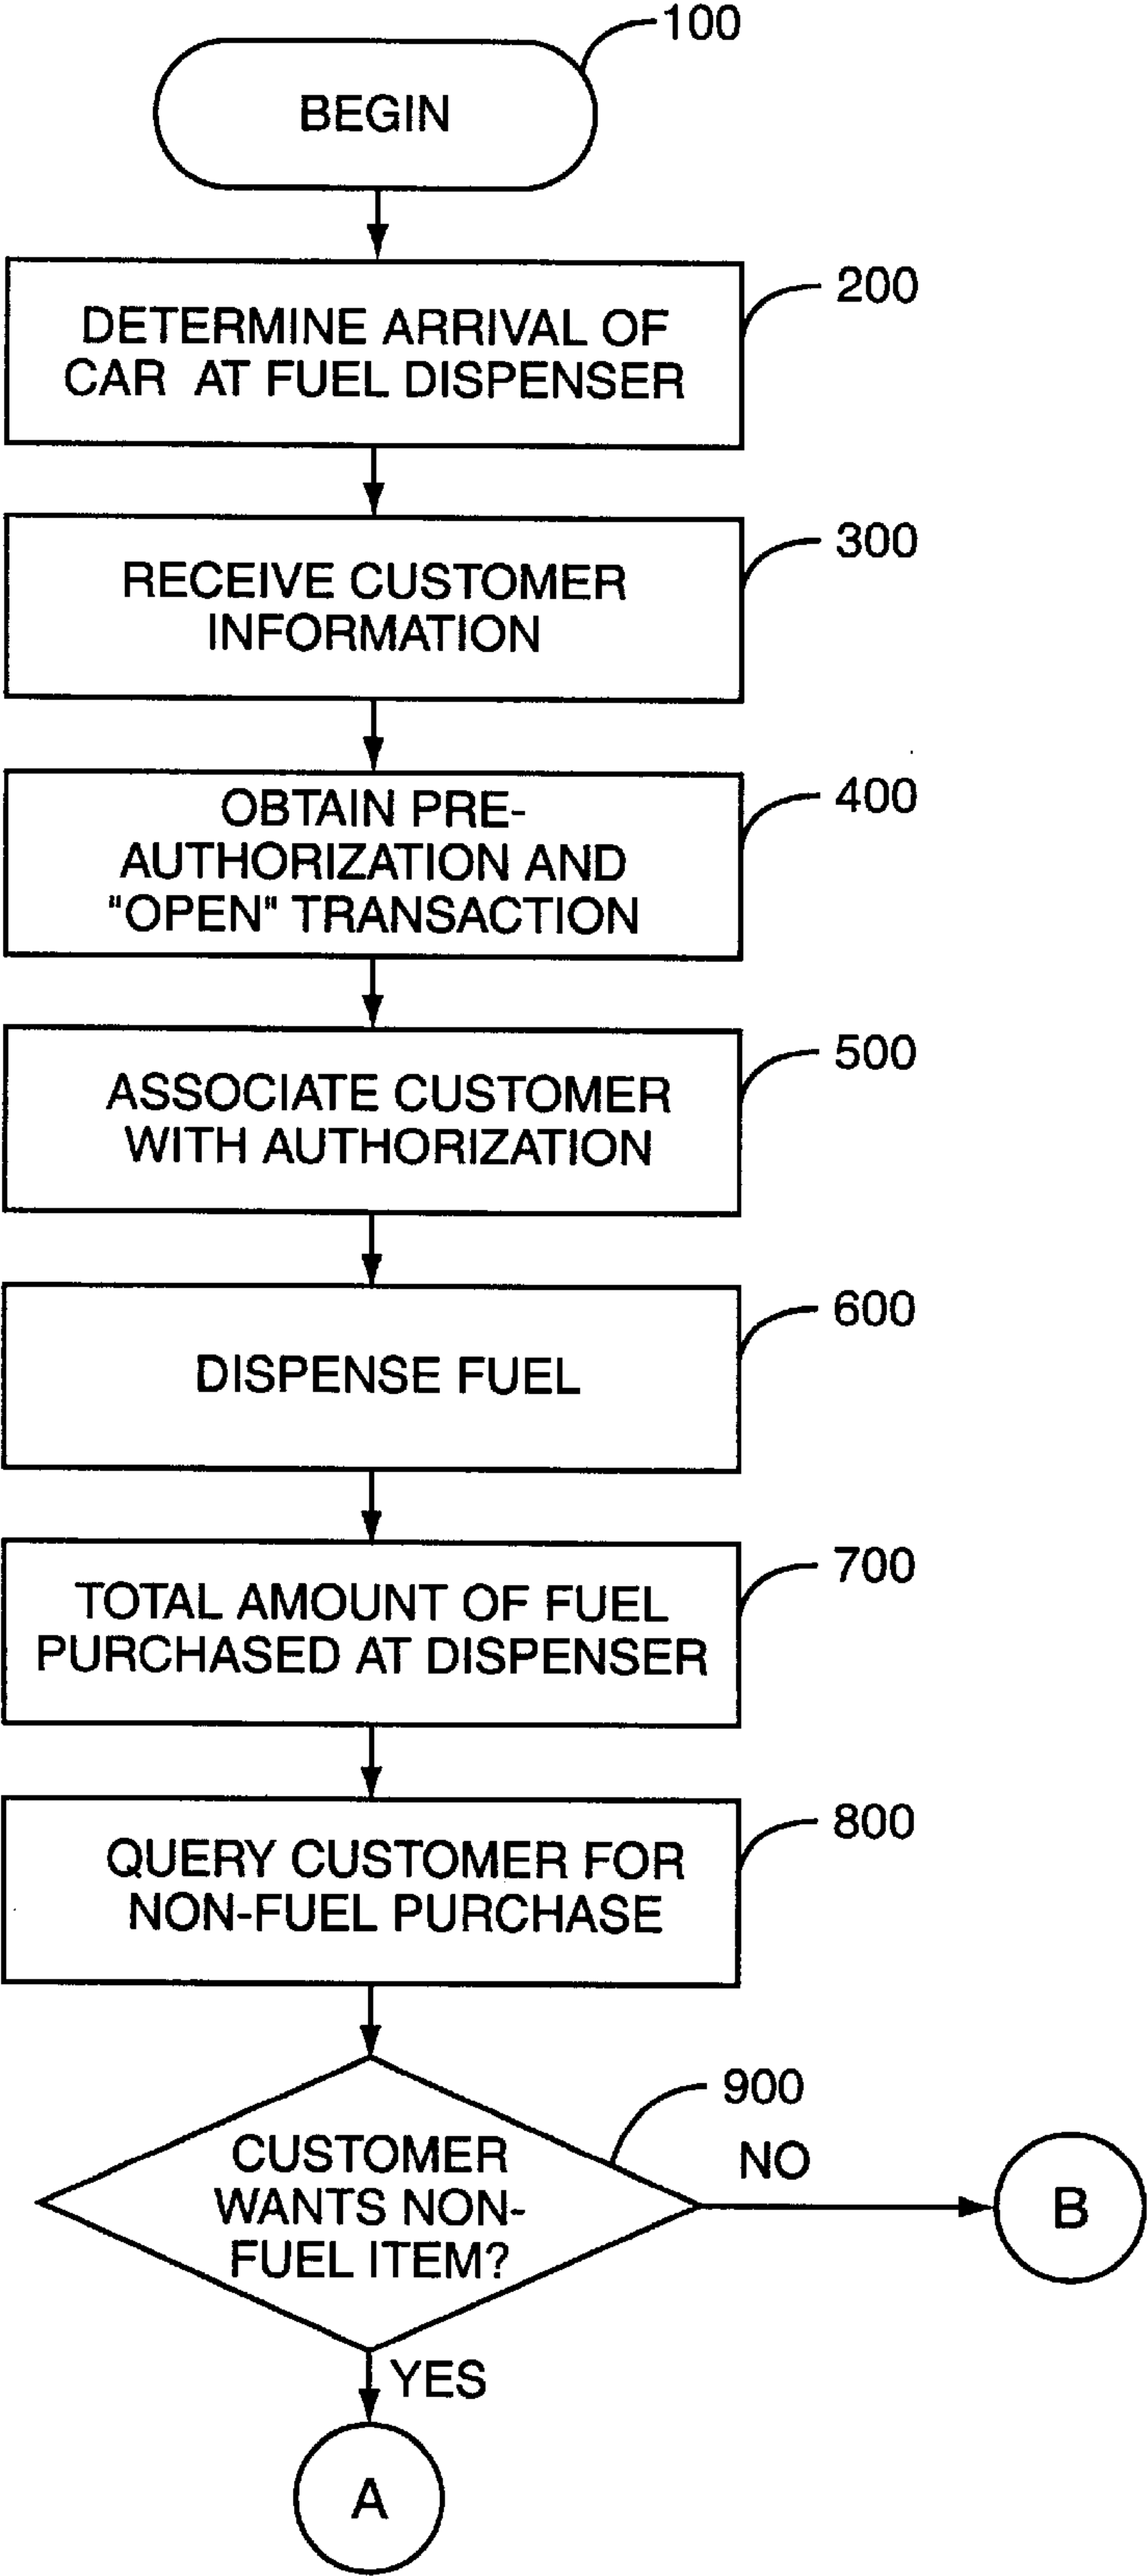 100
BEGIN
200
DETERMINE ARRIVAL OF
CAR AT FUEL DISPENSER
300
RECEIVE CUSTOMER
INFORMATION
400
OBTAIN PRE-
AUTHORIZATION AND
"OPEN" TRANSACTION
500
ASSOCIATE CUSTOMER
WITH AUTHORIZATION
600
DISPENSE FUEL
700
TOTAL AMOUNT OF FUEL
PURCHASED AT DISPENSER
800
QUERY CUSTOMER FOR
NON-FUEL PURCHASE
900
CUSTOMER
WANTS NON-
FUEL ITEM?
NO
B
YES
A